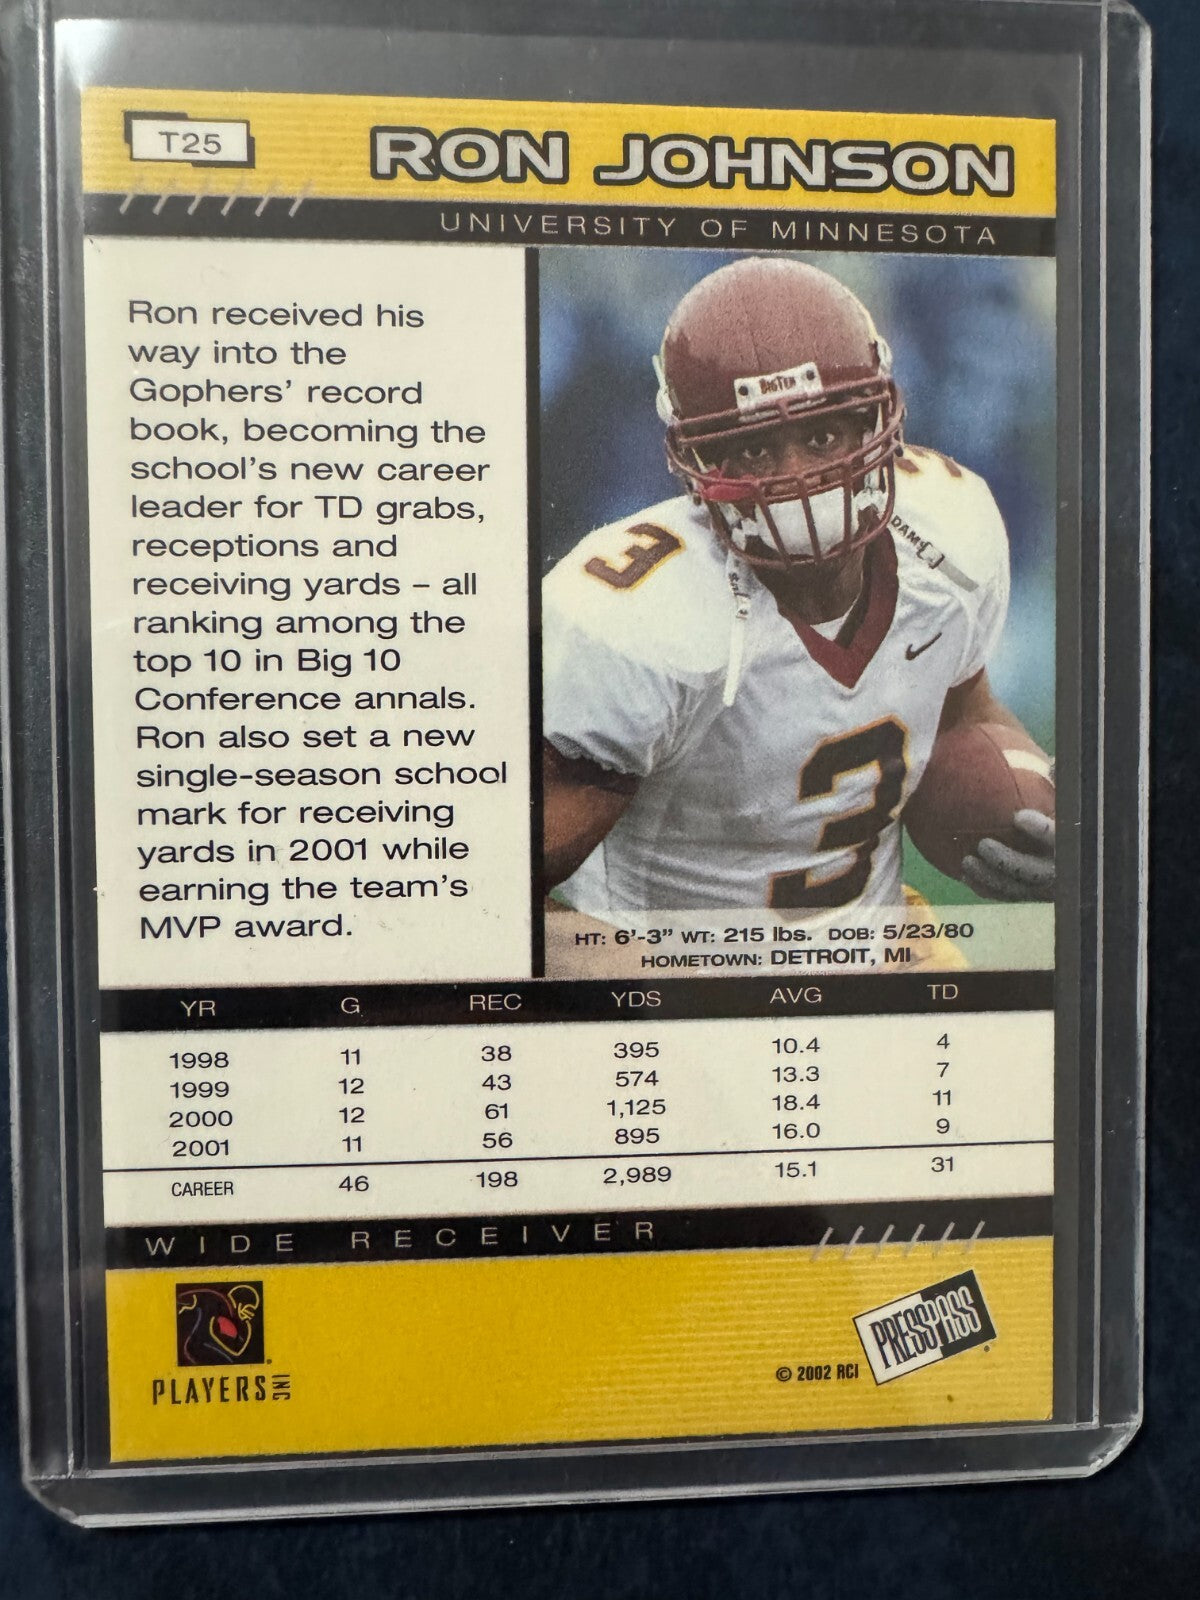 T25
RON JOHNSON
UNIVERSITY OF MINNESOTA
Ron received his
way into the
Gophers' record
book, becoming the
school's new career
leader for TD grabs,
receptions and
receiving yards – all
ranking among the
top 10 in Big 10
Conference annals.
Ron also set a new
single-season school
mark for receiving
yards in 2001 while
earning the team's
MVP award.
BIG TEN
3
ADAMS
3
HT: 6'-3" WT: 215 lbs. DOB: 5/23/80
HOMETOWN: DETROIT, MI
YR G REC YDS AVG TD
1998 11 38 395 10.4 4
1999 12 43 574 13.3 7
2000 12 61 1,125 18.4 11
2001 11 56 895 16.0 9
CAREER 46 198 2,989 15.1 31
WIDE RECEIVER
PLAYERS INC
© 2002 RCI
PRESS PASS